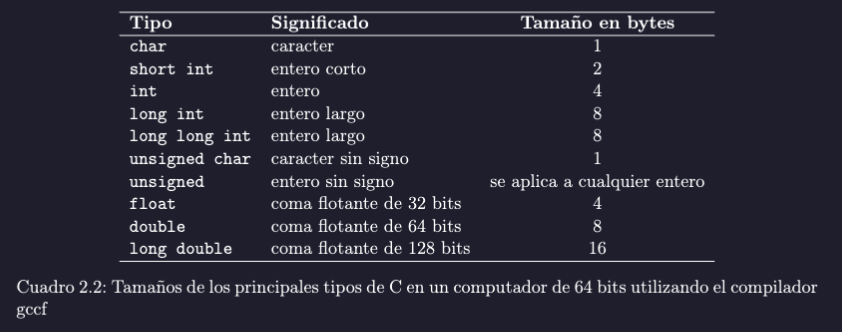 Tipo Significado Tamaño en bytes
char caracter 1
short int entero corto 2
int entero 4
long int entero largo 8
long long int entero largo 8
unsigned char caracter sin signo 1
unsigned entero sin signo se aplica a cualquier entero
float coma flotante de 32 bits 4
double coma flotante de 64 bits 8
long double coma flotante de 128 bits 16
Cuadro 2.2: Tamaños de los principales tipos de C en un computador de 64 bits utilizando el compilador
gccf